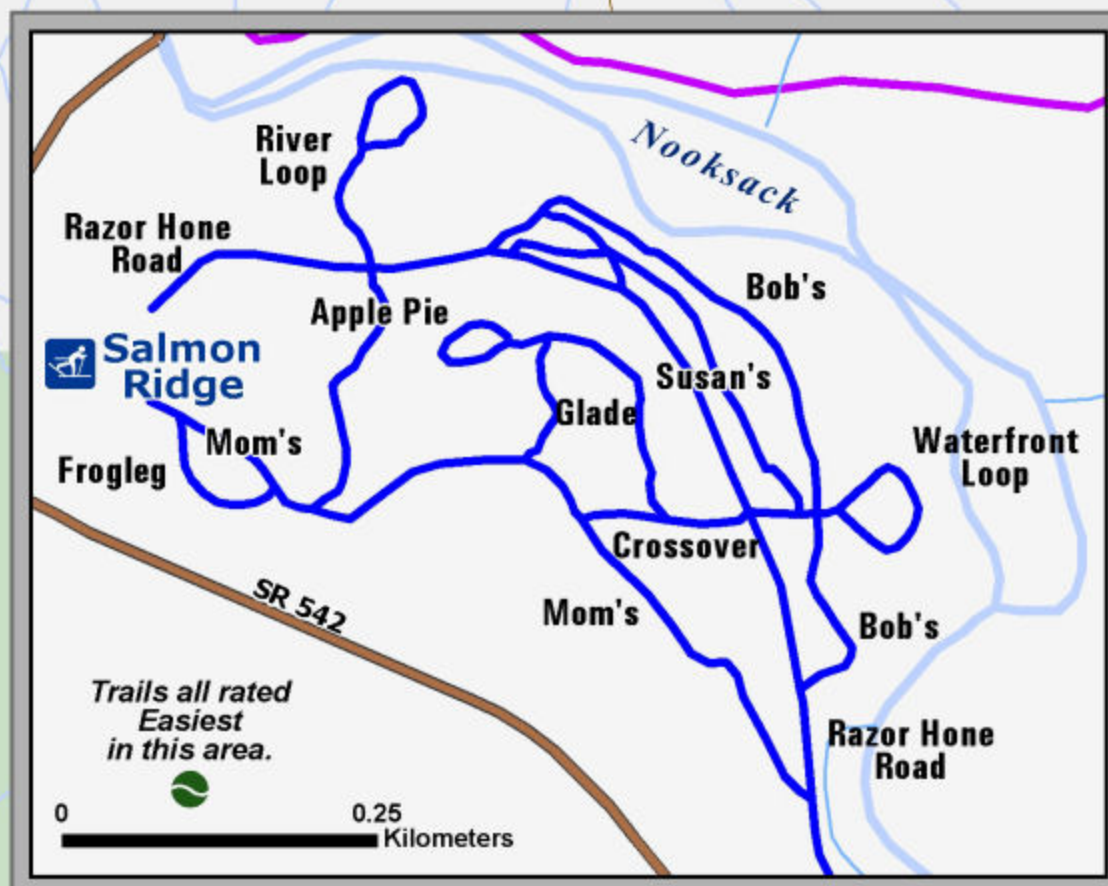 River
Loop
Nooksack
Razor Hone
Road
Bob's
Apple Pie
Salmon
Ridge
Susan's
Glade
Mom's
Frogleg
Waterfront
Loop
Crossover
SR 542
Mom's
Bob's
Trails all rated
Easiest
in this area.
Razor Hone
Road
0 0.25
Kilometers